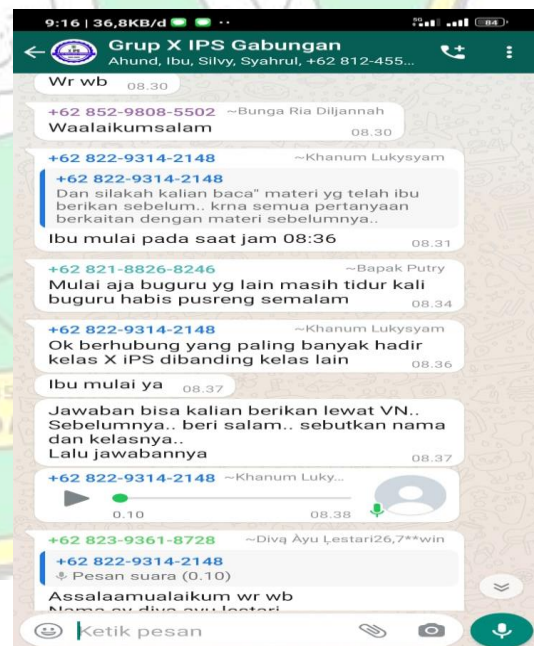 9:16 | 36,8KB/d
5G
84
Grup X IPS Gabungan
Ahund, Ibu, Silvy, Syahrul, +62 812-455...
Wr wb 08.30
+62 852-9808-5502 ~Bunga Ria Diljannah
Waalaikumsalam 08.30
+62 822-9314-2148 ~Khanum Lukysyam
+62 822-9314-2148
Dan silakah kalian baca" materi yg telah ibu
berikan sebelum.. krna semua pertanyaan
berkaitan dengan materi sebelumnya..
Ibu mulai pada saat jam 08:36 08.31
+62 821-8826-8246 ~Bapak Putry
Mulai aja buguru yg lain masih tidur kali
buguru habis pusreng semalam 08.34
+62 822-9314-2148 ~Khanum Lukysyam
Ok berhubung yang paling banyak hadir
kelas X iPS dibanding kelas lain 08.36
Ibu mulai ya 08.37
Jawaban bisa kalian berikan lewat VN..
Sebelumnya.. beri salam.. sebutkan nama
dan kelasnya..
Lalu jawabannya 08.37
+62 822-9314-2148 ~Khanum Luky...
0.10 08.38
+62 823-9361-8728 ~Divą Àyu Ļestari26,7**win
+62 822-9314-2148
Pesan suara (0.10)
Assalaamualaikum wr wb
Nama sy diva ayu lestari
Ketik pesan